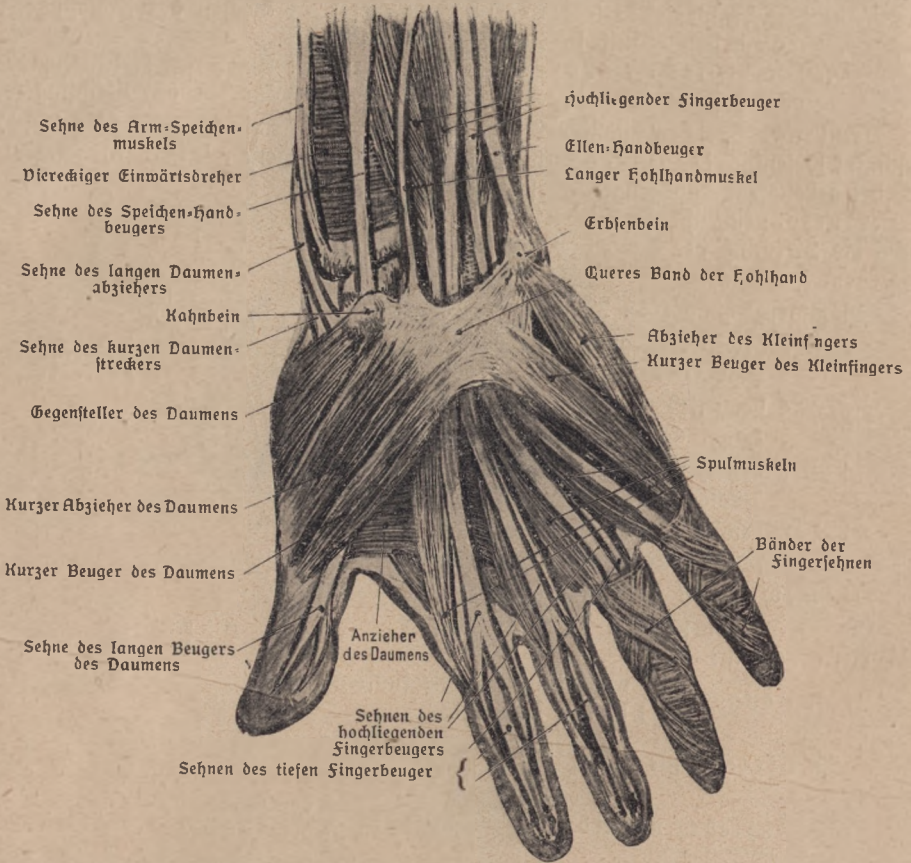 Sehne des Arm-Speichen-
muskels
Viereckiger Einwärtsdreher
Sehne des Speichen-Hand-
beugers
Sehne des langen Daumen-
abziehers
Kahnbein
Sehne des kurzen Daumen-
ſtreckers
Gegenſteller des Daumens
Kurzer Abzieher des Daumens
Kurzer Beuger des Daumens
Sehne des langen Beugers
des Daumens
Anzieher
des Daumens
Sehnen des
hochliegenden
Fingerbeugers
Sehnen des tiefen Fingerbeuger
Hochliegender Fingerbeuger
Ellen-Handbeuger
Langer Hohlhandmuskel
Erbſenbein
Queres Band der Hohlhand
Abzieher des Kleinfingers
Kurzer Beuger des Kleinfingers
Spulmuskeln
Bänder der
Fingerſehnen